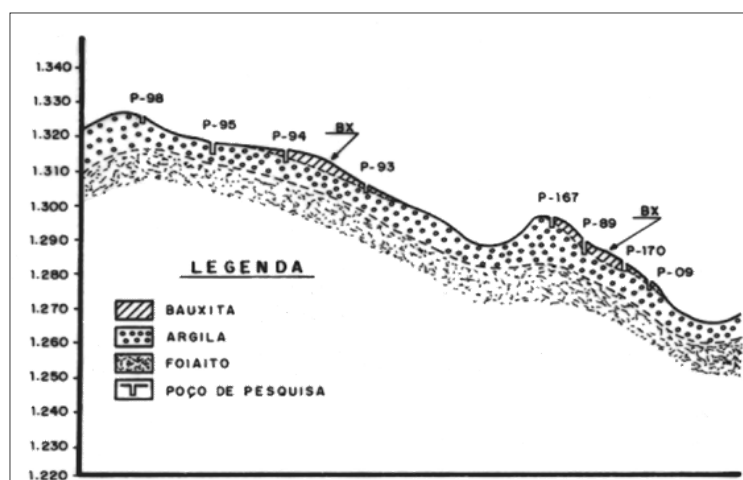 1.340
1.330
1.320
1.310
1.300
1.290
1.280
1.270
1.260
1.250
1.240
1.230
1.220
P-98
P-95
P-94
BX
P-93
P-167
P-89
BX
P-170
P-09
LEGENDA
BAUXITA
ARGILA
FOIAITO
POÇO DE PESQUISA